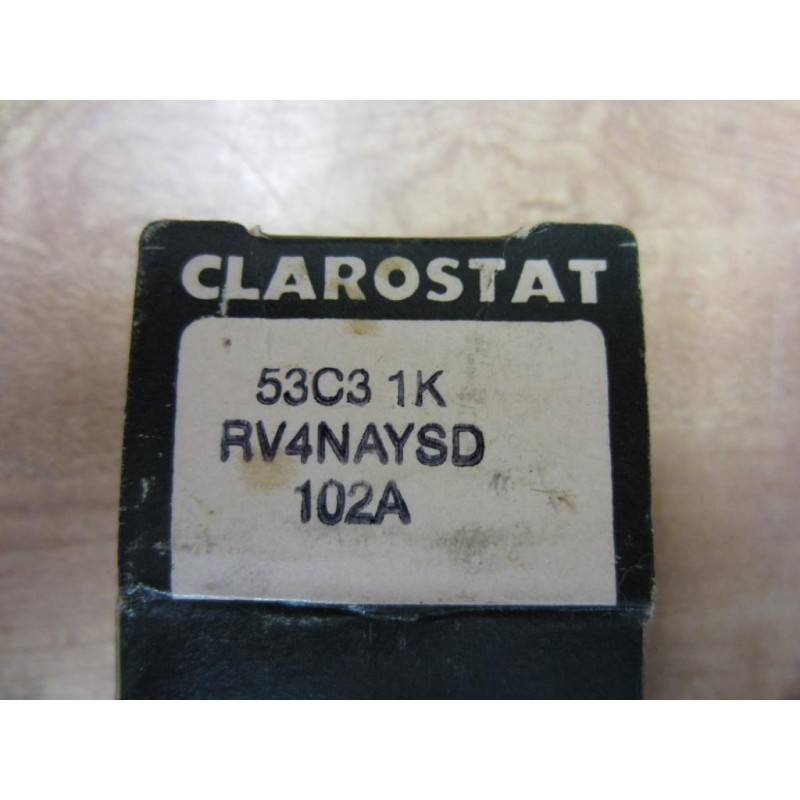 CLAROSTAT
53C3 1K
RV4NAYSD
102A